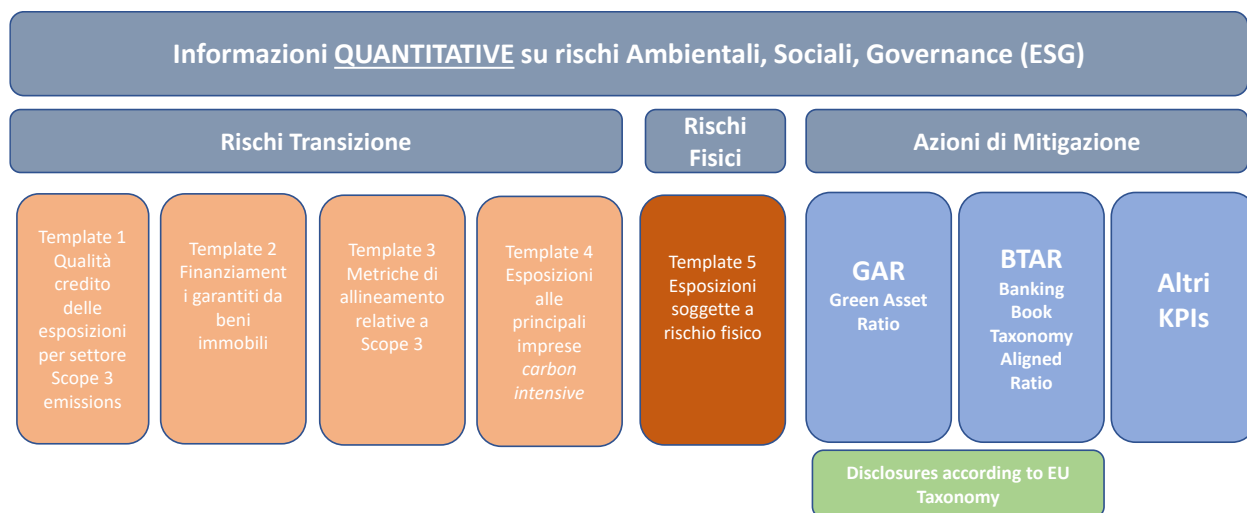 Informazioni QUANTITATIVE su rischi Ambientali, Sociali, Governance (ESG)
Rischi Transizione
Rischi
Fisici
Azioni di Mitigazione
Template 1
Qualità
credito
delle
esposizioni
per settore
Scope 3
emissions
Template 2
Finanziament
i garantiti da
beni
immobili
Template 3
Metriche di
allineamento
relative a
Scope 3
Template 4
Esposizioni
alle
principali
imprese
carbon
intensive
Template 5
Esposizioni
soggette a
rischio fisico
GAR
Green Asset
Ratio
BTAR
Banking
Book
Taxonomy
Aligned
Ratio
Altri
KPIs
Disclosures according to EU
Taxonomy